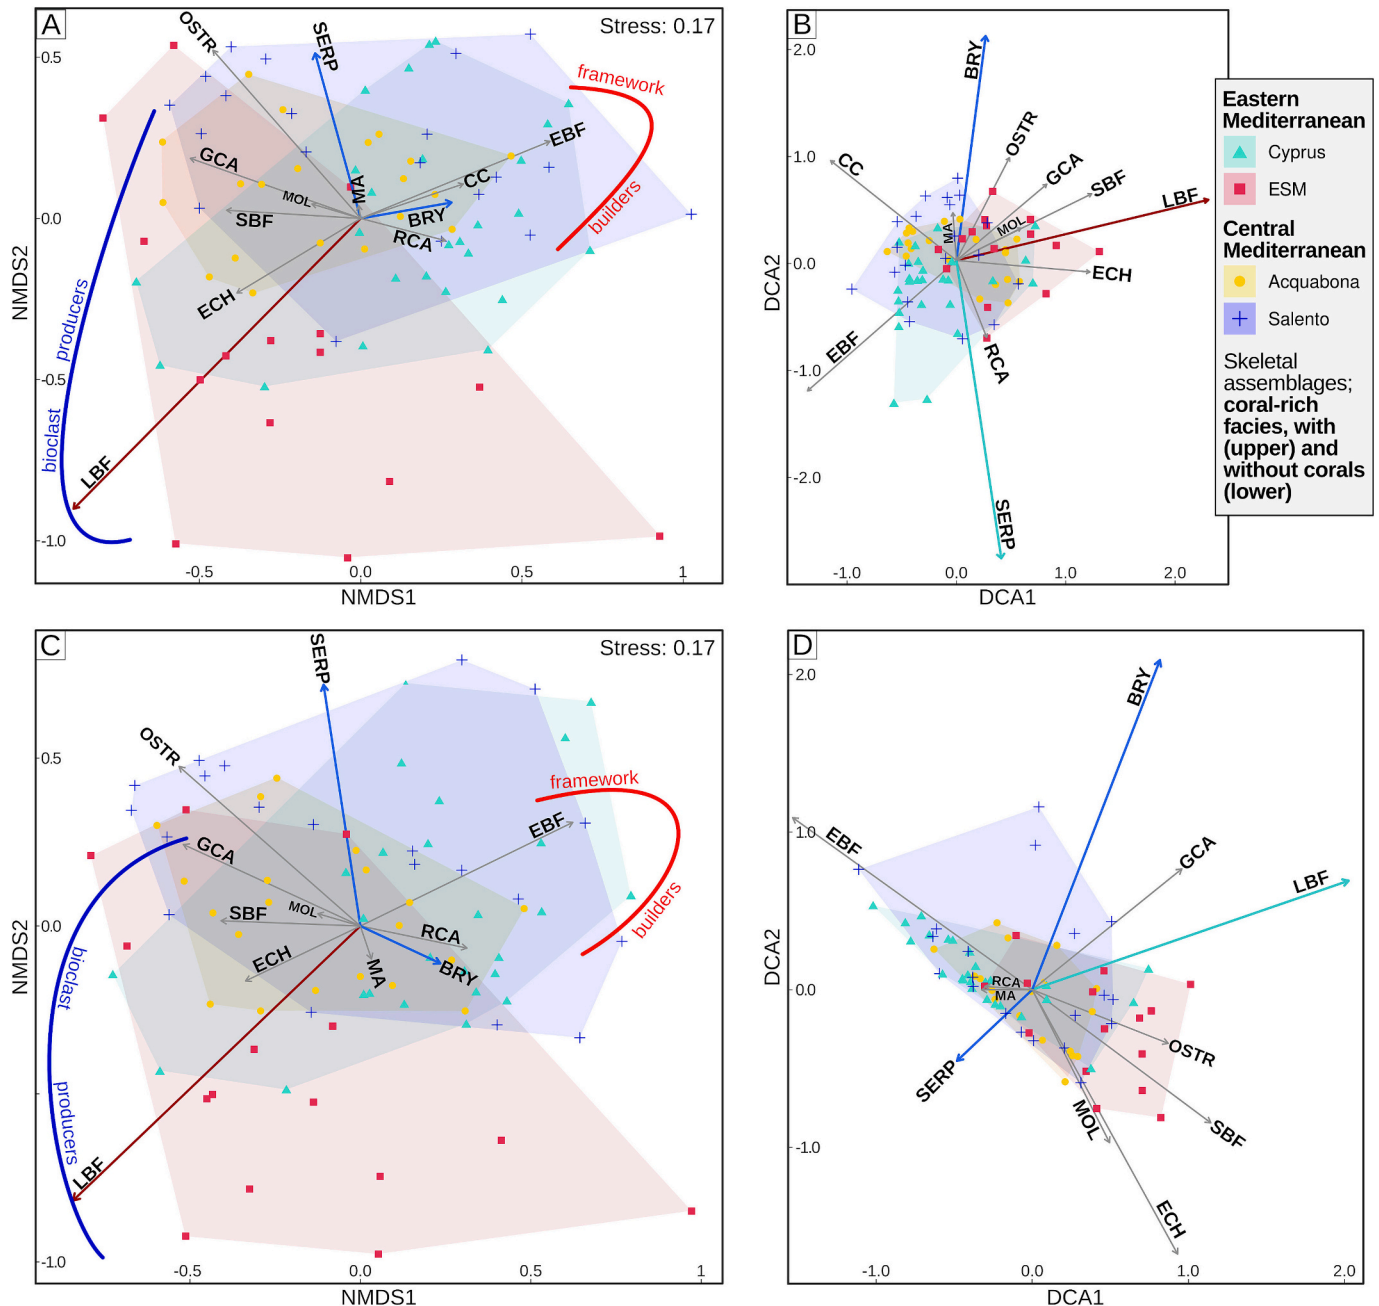 A
Stress: 0.17
OSTR
SERP
framework
EBF
GCA
MA
CC
MOL
SBF
BRY
builders
RCA
ECH
producers
bioclast
LBF
0.5
0.0
-0.5
-1.0
NMDS2
-0.5
0.0
0.5
1
NMDS1
B
BRY
OSTR
CC
GCA
SBF
LBF
MOL
MA
ECH
EBF
RCA
SERP
2.0
1.0
0.0
-1.0
-2.0
DCA2
-1.0
0.0
1.0
2.0
DCA1
Eastern
Mediterranean
Cyprus
ESM
Central
Mediterranean
Acquabona
Salento
Skeletal
assemblages;
coral-rich
facies, with
(upper) and
without corals
(lower)
C
Stress: 0.17
SERP
OSTR
framework
EBF
GCA
builders
SBF
MOL
RCA
ECH
MA
BRY
bioclast
producers
LBF
0.5
0.0
-1.0
NMDS2
-0.5
0.0
0.5
1
NMDS1
D
BRY
EBF
GCA
LBF
RCA
MA
OSTR
SERP
MOL
SBF
ECH
2.0
1.0
0.0
-1.0
DCA2
-1.0
0.0
1.0
2.0
DCA1